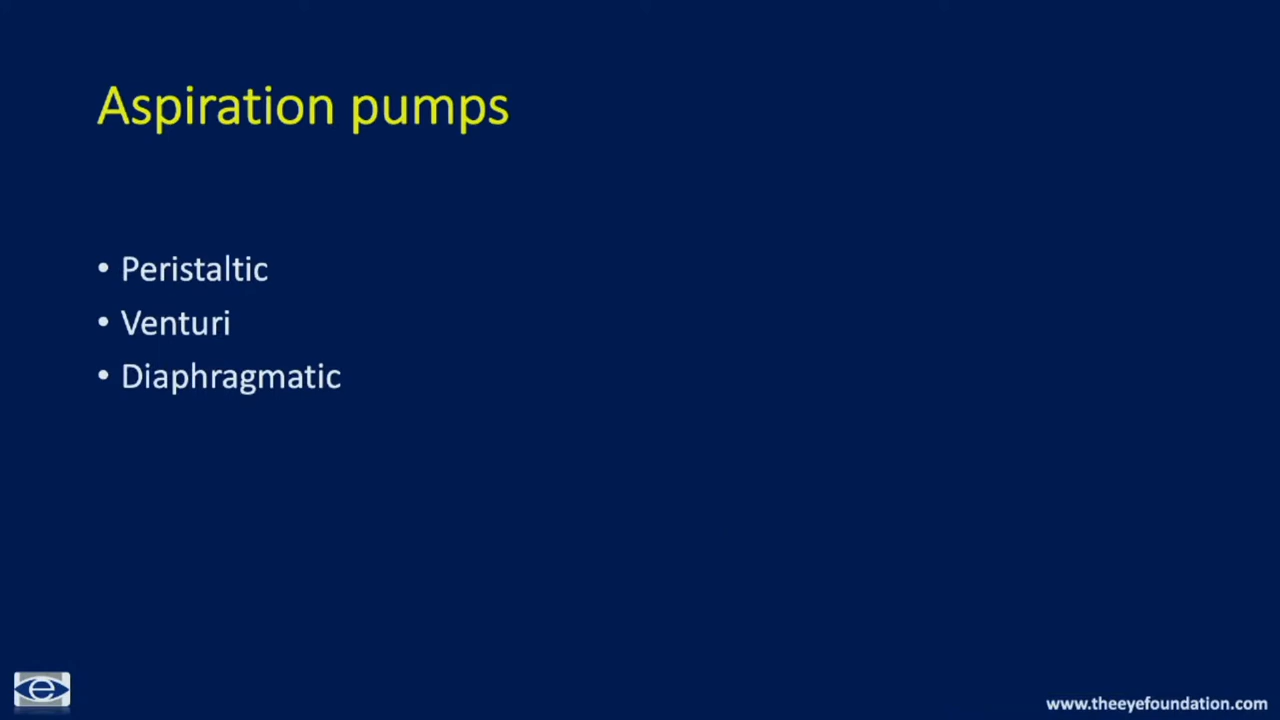 Aspiration pumps
• Peristaltic
• Venturi
• Diaphragmatic
e
www.theeyefoundation.com